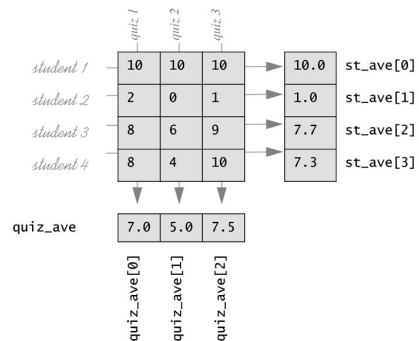 quiz 1 quiz 2 quiz 3
student 1 10 10 10 10.0 st_ave[0]
student 2 2 0 1 1.0 st_ave[1]
student 3 8 6 9 7.7 st_ave[2]
student 4 8 4 10 7.3 st_ave[3]
quiz_ave 7.0 5.0 7.5
quiz_ave[0] quiz_ave[1] quiz_ave[2]